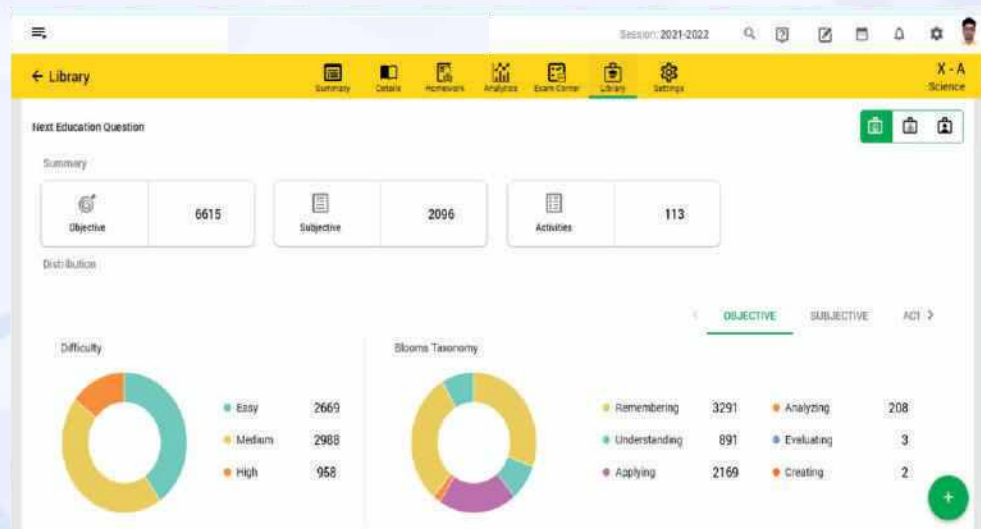 Session: 2021-2022
← Library
Summary
Details
Homework
Analytics
Exam Corner
Library
Settings
X - A
Science
Next Education Question
Summary
Objective
6615
Subjective
2096
Activities
113
Distribution
OBJECTIVE SUBJECTIVE ACT
Difficulty
Easy 2669
Medium 2988
High 958
Blooms Taxonomy
Remembering 3291 Analyzing 208
Understanding 891 Evaluating 3
Applying 2169 Creating 2